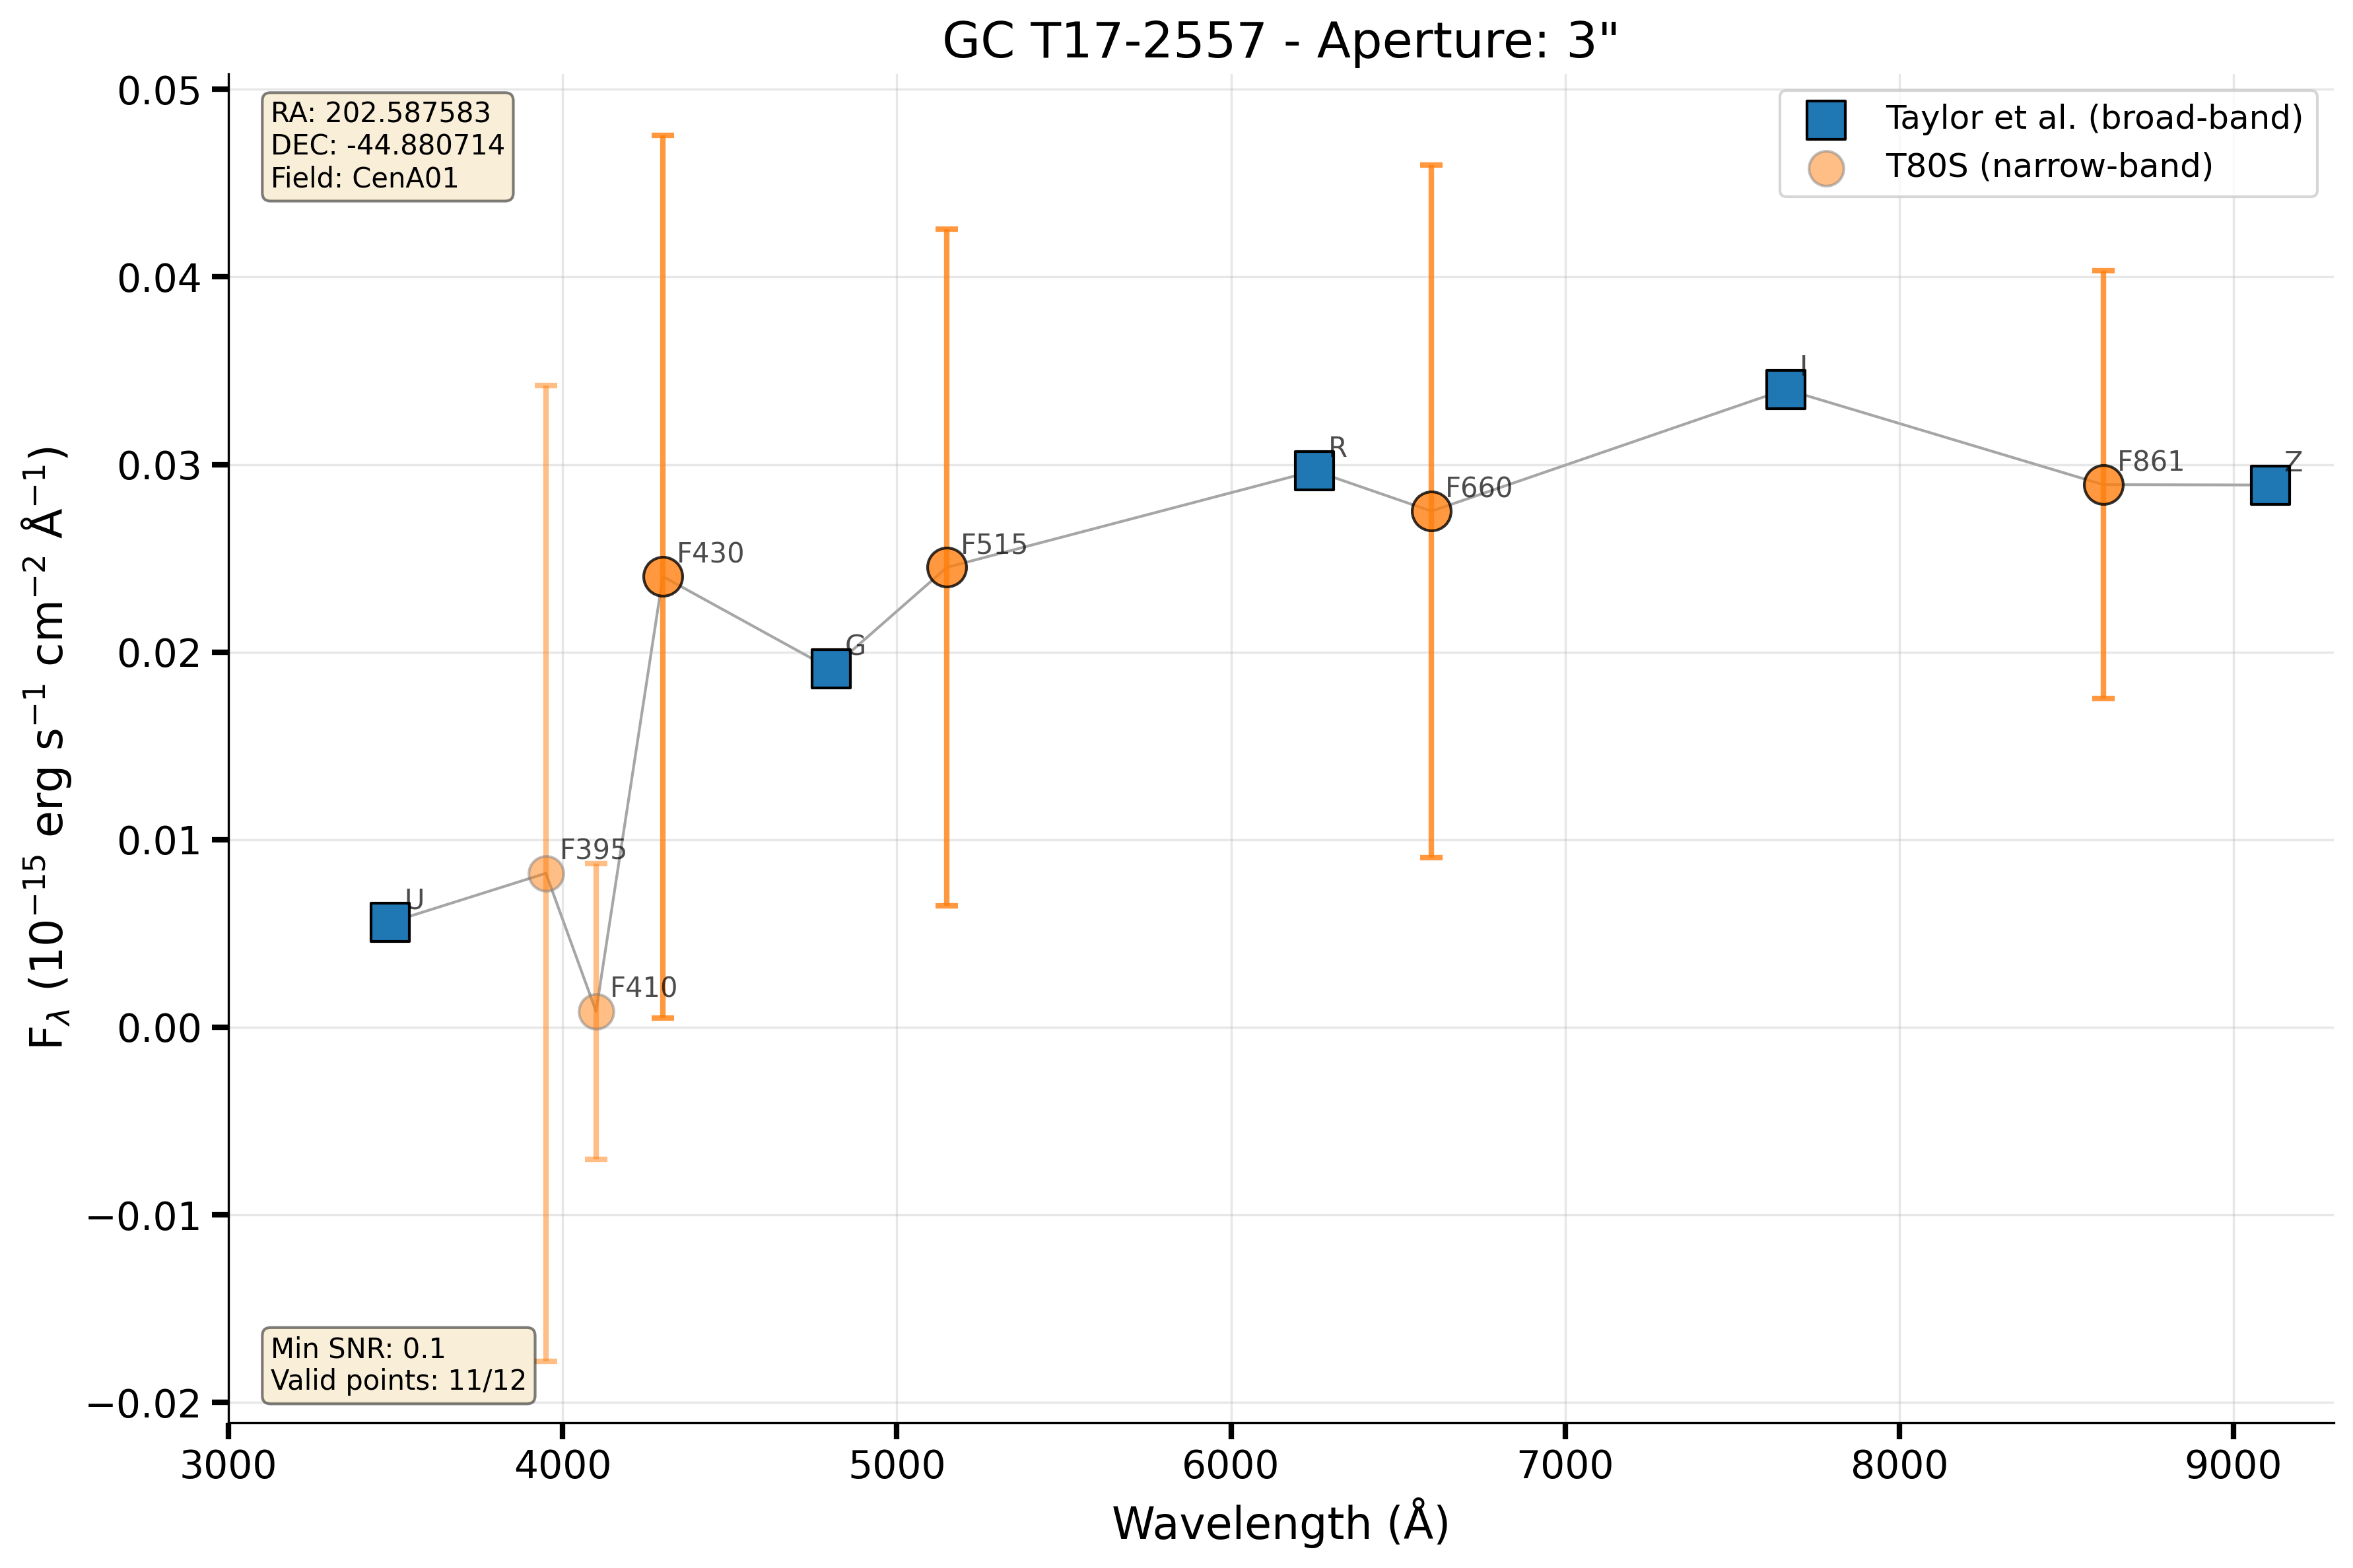 GC T17-2557 - Aperture: 3"
RA: 202.587583
DEC: -44.880714
Field: CenA01
Taylor et al. (broad-band)
T80S (narrow-band)
0.05
0.04
0.03
0.02
0.01
0.00
−0.01
−0.02
F_λ (10⁻¹⁵ erg s⁻¹ cm⁻² Å⁻¹)
U
F395
F410
F430
G
F515
R
F660
I
F861
Z
Min SNR: 0.1
Valid points: 11/12
3000 4000 5000 6000 7000 8000 9000
Wavelength (Å)